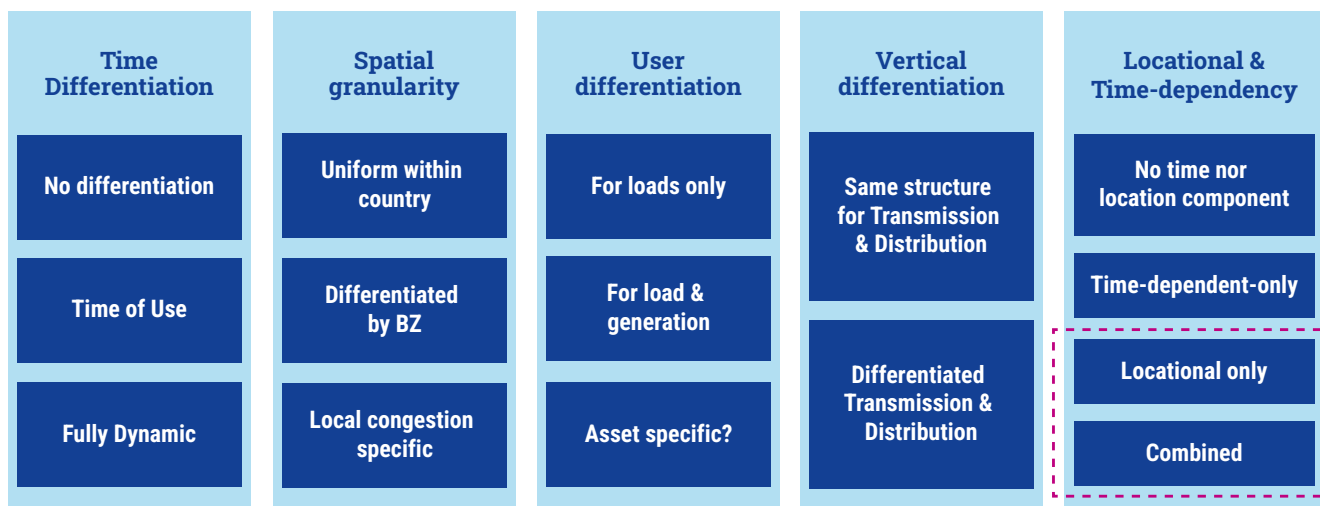 Time
Differentiation
No differentiation
Time of Use
Fully Dynamic
Spatial
granularity
Uniform within
country
Differentiated
by BZ
Local congestion
specific
User
differentiation
For loads only
For load &
generation
Asset specific?
Vertical
differentiation
Same structure
for Transmission
& Distribution
Differentiated
Transmission &
Distribution
Locational &
Time-dependency
No time nor
location component
Time-dependent-only
Locational only
Combined